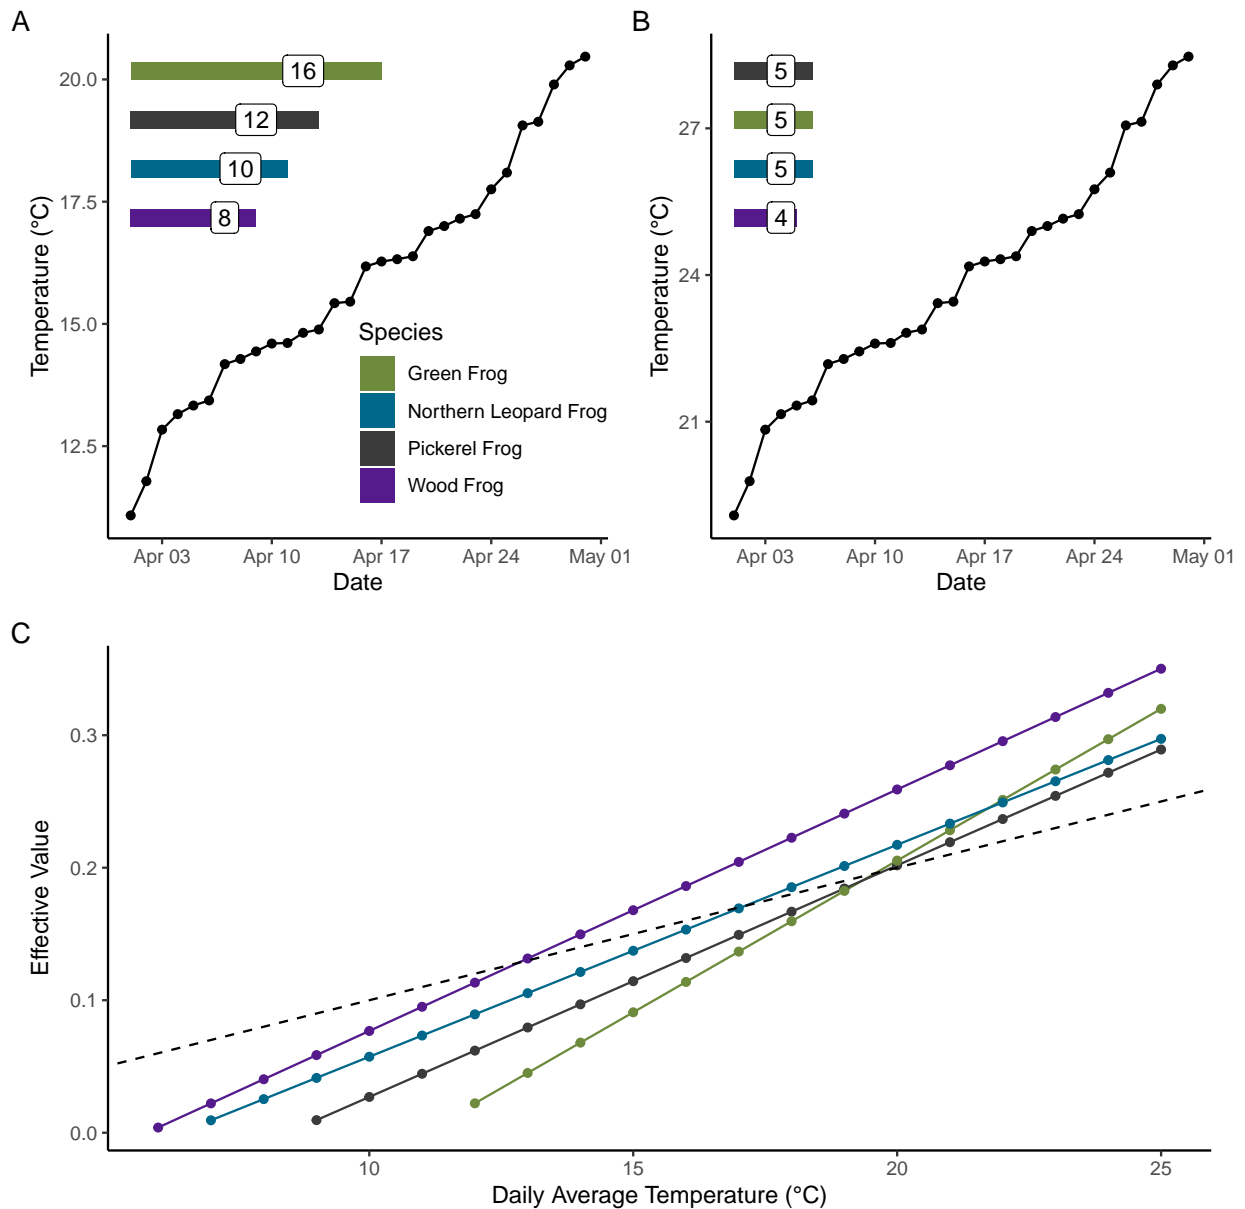 A
Temperature (°C)
20.0
17.5
15.0
12.5
16
12
10
8
Species
Green Frog
Northern Leopard Frog
Pickerel Frog
Wood Frog
Apr 03
Apr 10
Apr 17
Apr 24
May 01
Date
B
Temperature (°C)
27
24
21
5
5
5
4
Apr 03
Apr 10
Apr 17
Apr 24
May 01
Date
C
Effective Value
0.3
0.2
0.1
0.0
10
15
20
25
Daily Average Temperature (°C)